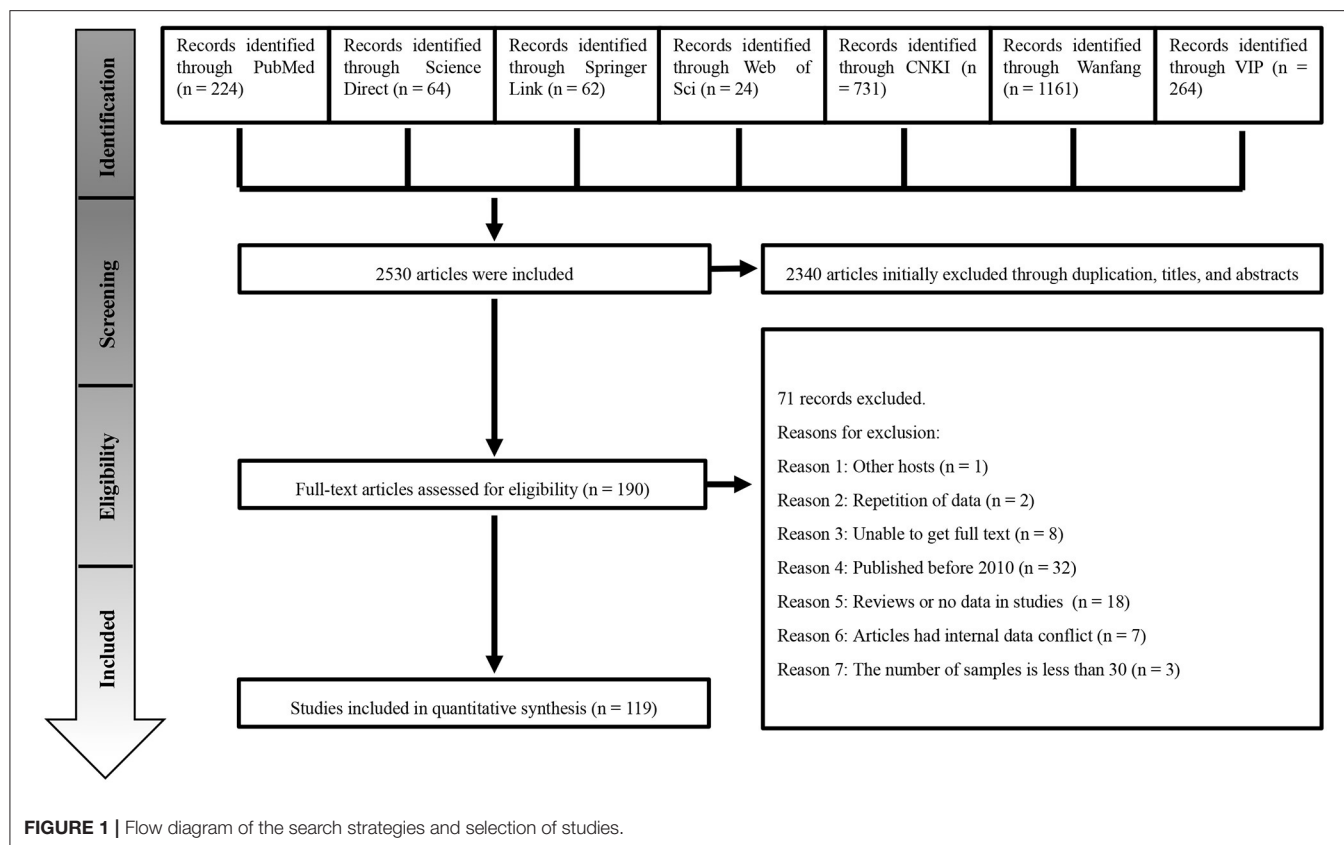 Identification
Records identified
through PubMed
(n = 224)
Records identified
through Science
Direct (n = 64)
Records identified
through Springer
Link (n = 62)
Records identified
through Web of
Sci (n = 24)
Records identified
through CNKI (n
= 731)
Records identified
through Wanfang
(n = 1161)
Records identified
through VIP (n =
264)
Screening
2530 articles were included
2340 articles initially excluded through duplication, titles, and abstracts
Eligibility
Full-text articles assessed for eligibility (n = 190)
71 records excluded.
Reasons for exclusion:
Reason 1: Other hosts (n = 1)
Reason 2: Repetition of data (n = 2)
Reason 3: Unable to get full text (n = 8)
Reason 4: Published before 2010 (n = 32)
Reason 5: Reviews or no data in studies (n = 18)
Reason 6: Articles had internal data conflict (n = 7)
Reason 7: The number of samples is less than 30 (n = 3)
Included
Studies included in quantitative synthesis (n = 119)
FIGURE 1 | Flow diagram of the search strategies and selection of studies.